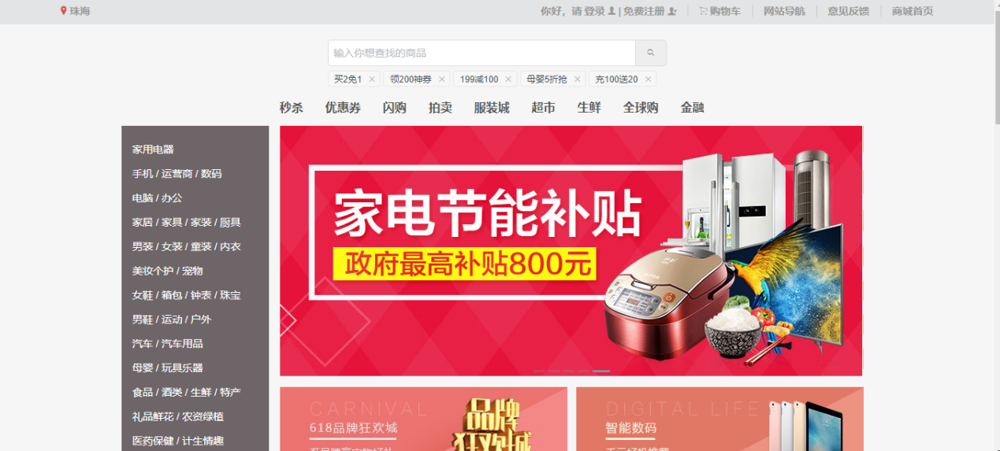 珠海
你好，请 登录 | 免费注册 购物车 网站导航 意见反馈 商城首页
输入你想查找的商品
买2免1 × 领200神券 × 199减100 × 母婴5折抢 × 充100送20 ×
秒杀 优惠券 闪购 拍卖 服装城 超市 生鲜 全球购 金融
家用电器
手机 / 运营商 / 数码
电脑 / 办公
家居 / 家具 / 家装 / 厨具
男装 / 女装 / 童装 / 内衣
美妆个护 / 宠物
女鞋 / 箱包 / 钟表 / 珠宝
男鞋 / 运动 / 户外
汽车 / 汽车用品
母婴 / 玩具乐器
食品 / 酒类 / 生鲜 / 特产
礼品鲜花 / 农资绿植
医药保健 / 计生情趣
家电节能补贴
政府最高补贴800元
CARNIVAL
618品牌狂欢城
品牌
狂欢城
DIGITAL LIFE
智能数码